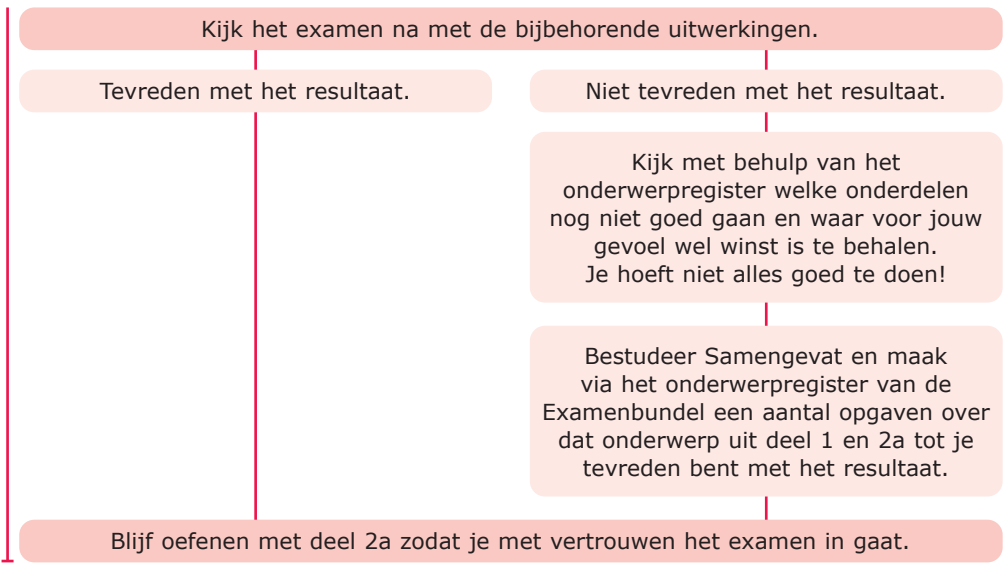 Kijk het examen na met de bijbehorende uitwerkingen.
Tevreden met het resultaat.
Niet tevreden met het resultaat.
Kijk met behulp van het
onderwerpregister welke onderdelen
nog niet goed gaan en waar voor jouw
gevoel wel winst is te behalen.
Je hoeft niet alles goed te doen!
Bestudeer Samengevat en maak
via het onderwerpregister van de
Examenbundel een aantal opgaven over
dat onderwerp uit deel 1 en 2a tot je
tevreden bent met het resultaat.
Blijf oefenen met deel 2a zodat je met vertrouwen het examen in gaat.